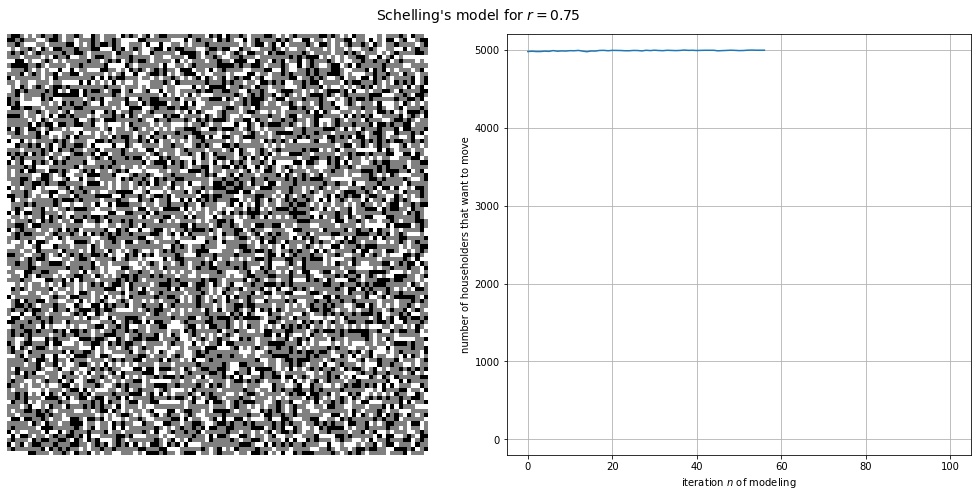 Schelling's model for r = 0.75
number of householders that want to move
5000
4000
3000
2000
1000
0
0 20 40 60 80 100
iteration n of modeling